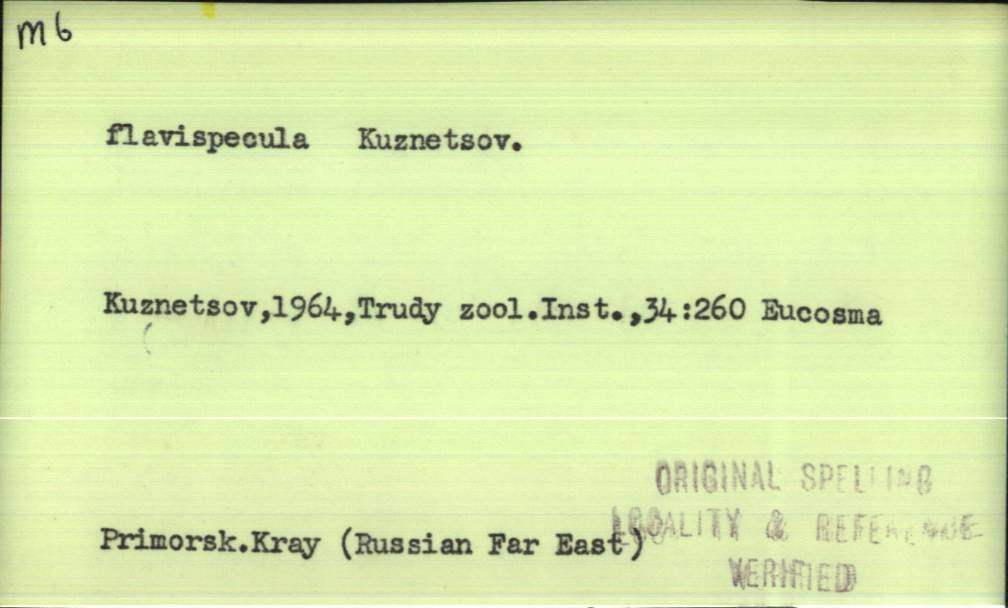 m6
flavispecula Kuznetsov.
Kuznetsov,1964,Trudy zool.Inst.,34:260 Eucosma
Primorsk.Kray (Russian Far East)
ORIGINAL SPELLING
LOCALITY & REFERENCE
VERIFIED